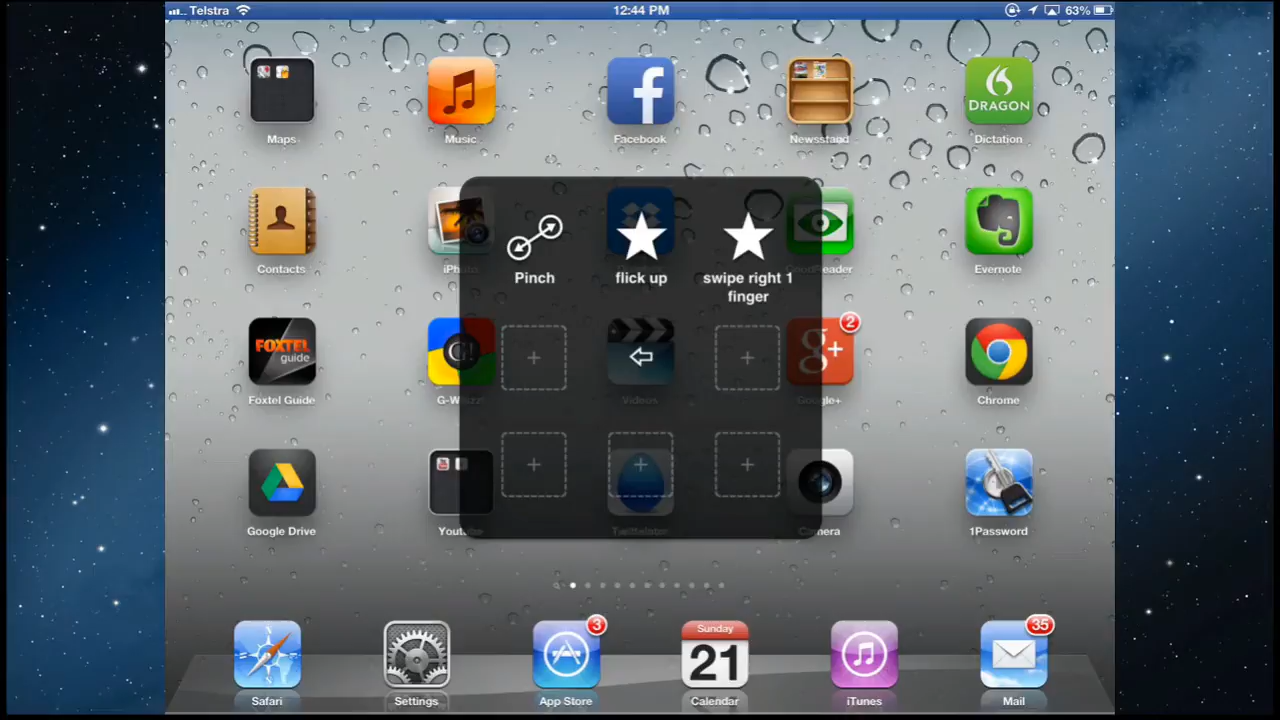 Telstra
12:44 PM
63%
Maps
Music
Facebook
Newsstand
DRAGON
Dictation
Contacts
Evernote
Pinch
flick up
swipe right 1
finger
FOXTEL
guide
Foxtel Guide
Videos
g+
2
Google+
Chrome
Google Drive
Camera
1Password
Safari
Settings
3
App Store
Sunday
21
Calendar
iTunes
35
Mail